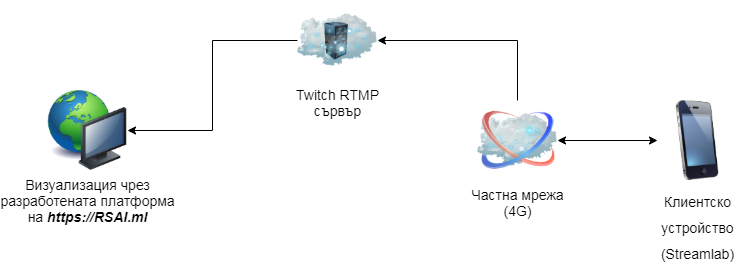 Twitch RTMP
сървър
Визуализация чрез
разработената платформа
на https://RSAI.ml
Частна мрежа
(4G)
Клиентско
устройство
(Streamlab)